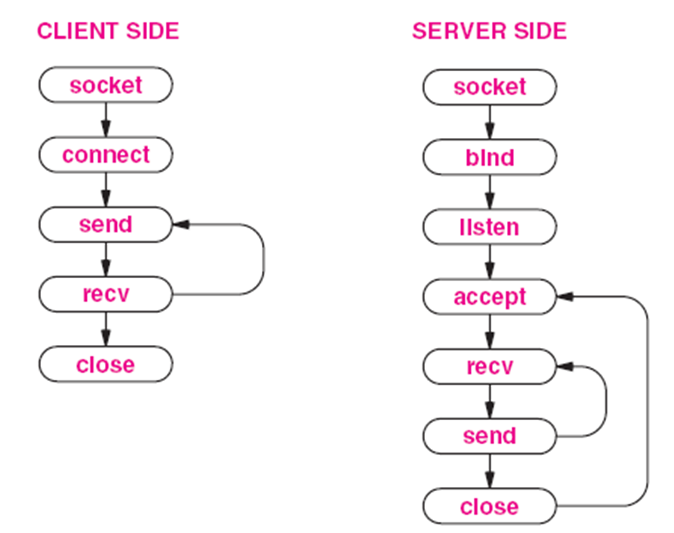 CLIENT SIDE
socket
connect
send
recv
close
SERVER SIDE
socket
bInd
lIsten
accept
recv
send
close